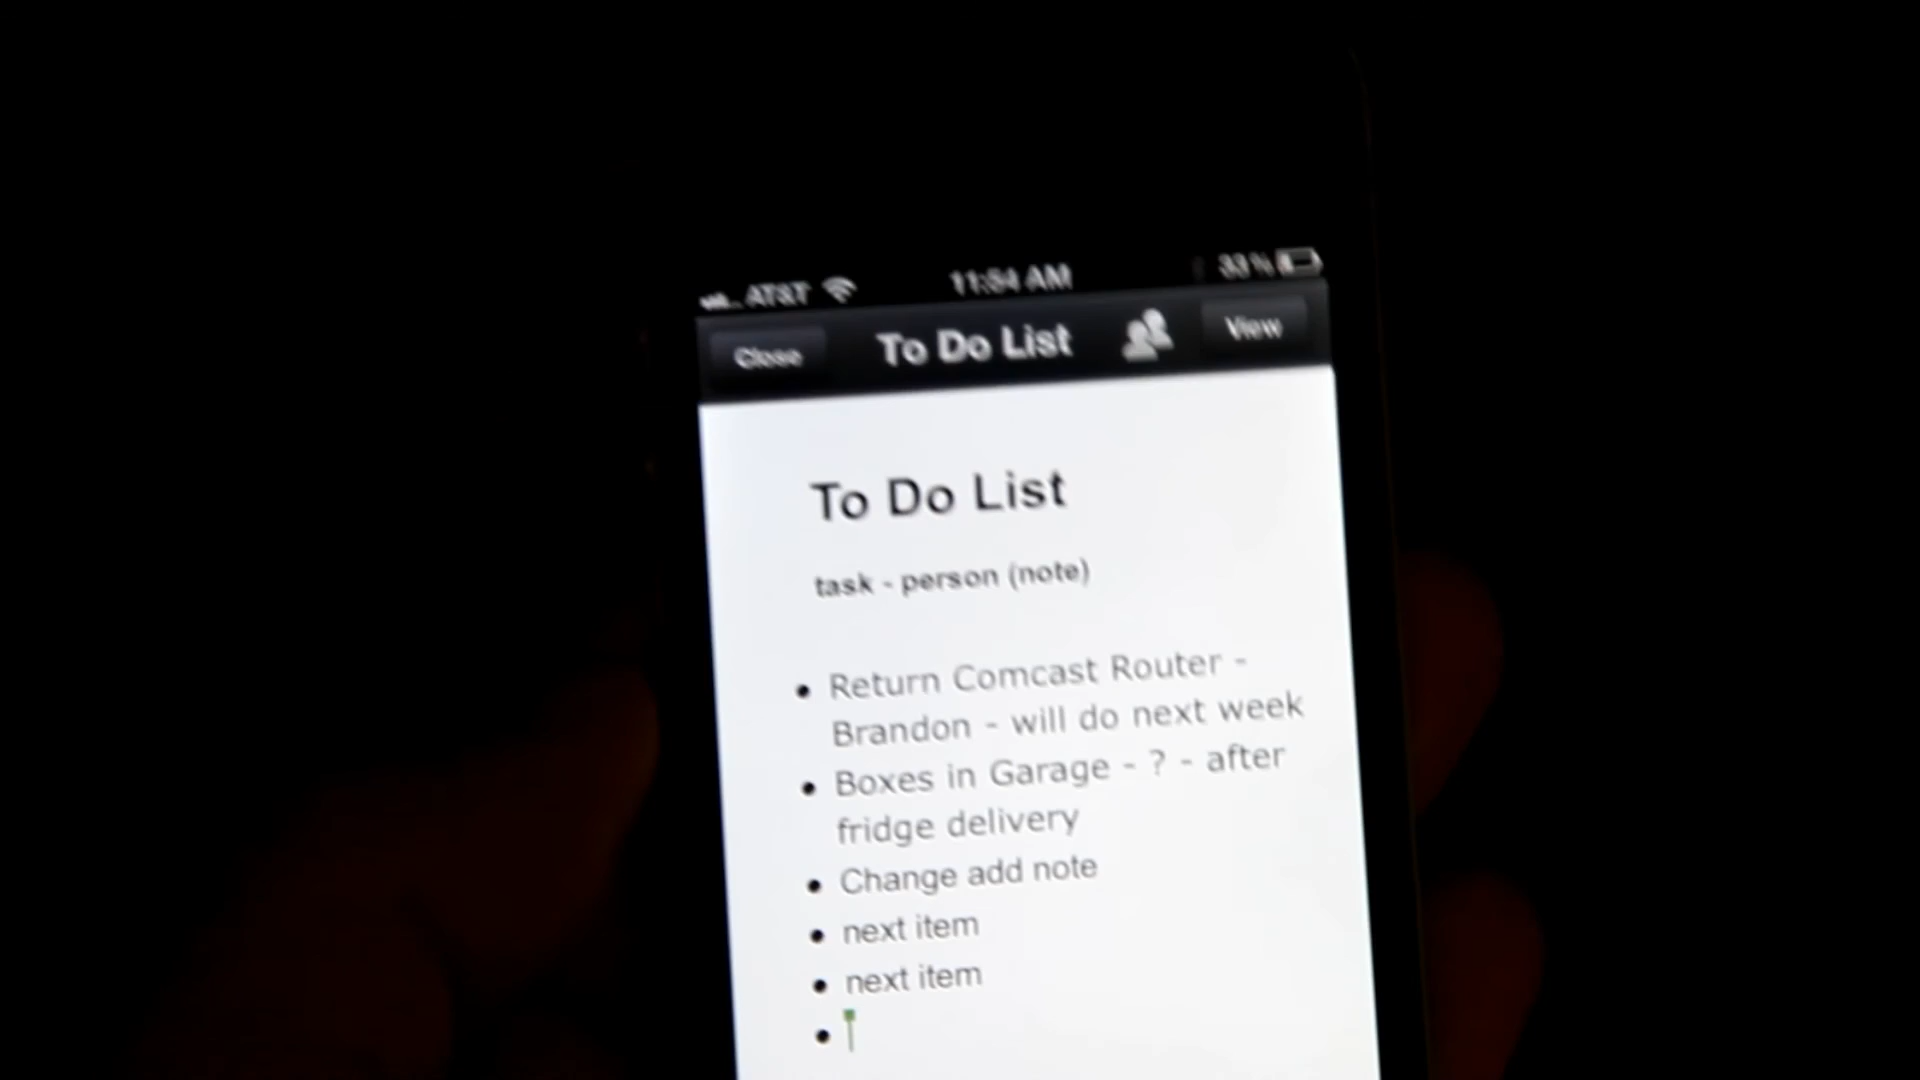 AT&T 11:54 AM 33%
Close To Do List View
To Do List
task - person (note)
Return Comcast Router -
Brandon - will do next week
Boxes in Garage - ? - after
fridge delivery
Change add note
next item
next item